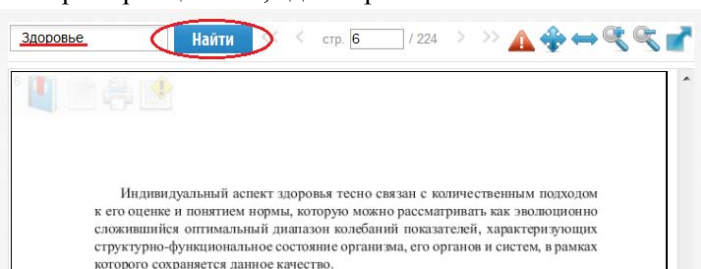 Здоровье Найти << < стр. 6 / 224 > >>
6
Индивидуальный аспект здоровья тесно связан с количественным подходом
к его оценке и понятием нормы, которую можно рассматривать как эволюционно
сложившийся оптимальный диапазон колебаний показателей, характеризующих
структурно-функциональное состояние организма, его органов и систем, в рамках
которого сохраняется данное качество.